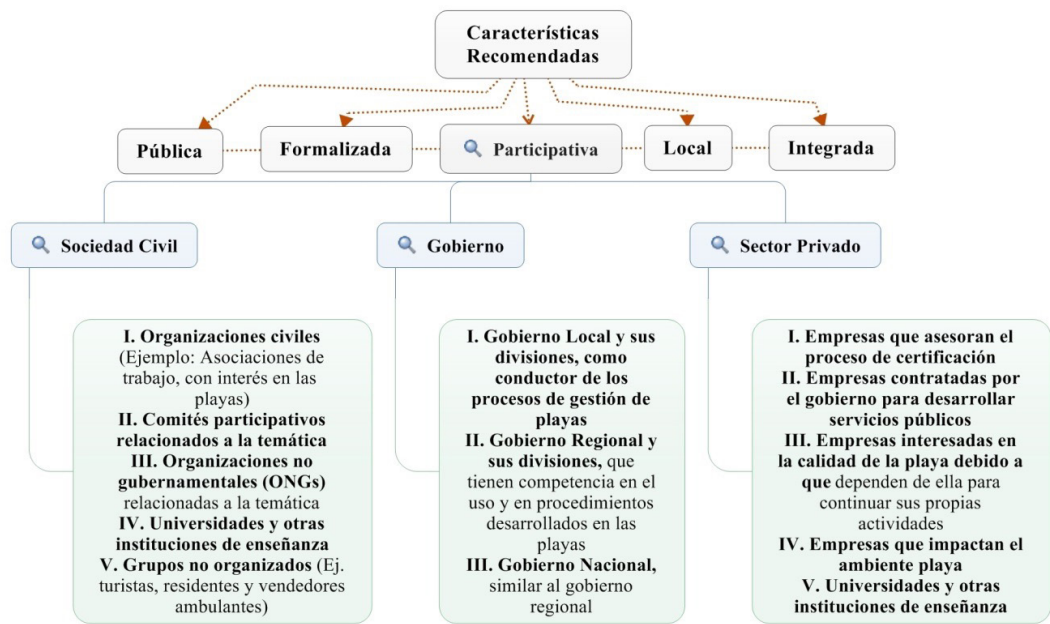 Características
Recomendadas
Pública
Formalizada
Participativa
Local
Integrada
Sociedad Civil
Gobierno
Sector Privado
I. Organizaciones civiles
(Ejemplo: Asociaciones de
trabajo, con interés en las
playas)
II. Comités participativos
relacionados a la temática
III. Organizaciones no
gubernamentales (ONGs)
relacionadas a la temática
IV. Universidades y otras
instituciones de enseñanza
V. Grupos no organizados (Ej.
turistas, residentes y vendedores
ambulantes)
I. Gobierno Local y sus
divisiones, como
conductor de los
procesos de gestión de
playas
II. Gobierno Regional y
sus divisiones, que
tienen competencia en el
uso y en procedimientos
desarrollados en las
playas
III. Gobierno Nacional,
similar al gobierno
regional
I. Empresas que asesoran el
proceso de certificación
II. Empresas contratadas por
el gobierno para desarrollar
servicios públicos
III. Empresas interesadas en
la calidad de la playa debido a
que dependen de ella para
continuar sus propias
actividades
IV. Empresas que impactan el
ambiente playa
V. Universidades y otras
instituciones de enseñanza